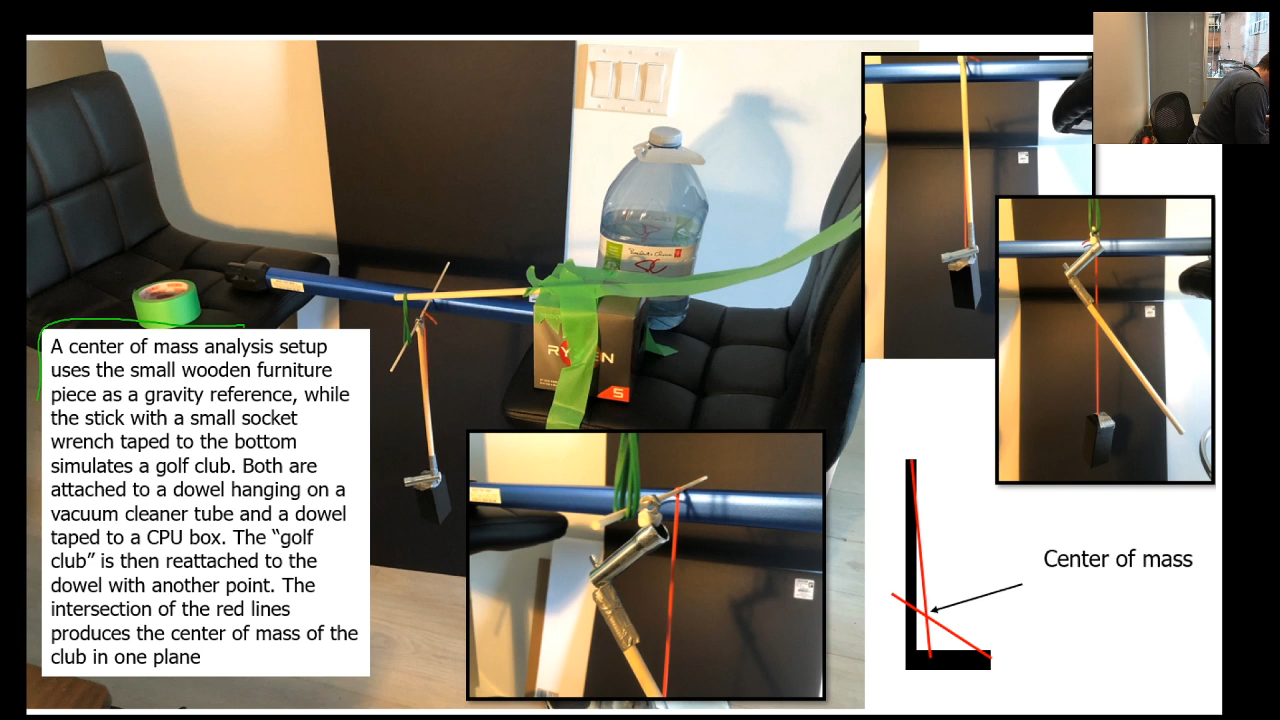 A center of mass analysis setup
uses the small wooden furniture
piece as a gravity reference, while
the stick with a small socket
wrench taped to the bottom
simulates a golf club. Both are
attached to a dowel hanging on a
vacuum cleaner tube and a dowel
taped to a CPU box. The “golf
club” is then reattached to the
dowel with another point. The
intersection of the red lines
produces the center of mass of the
club in one plane
RYZEN
5
Center of mass